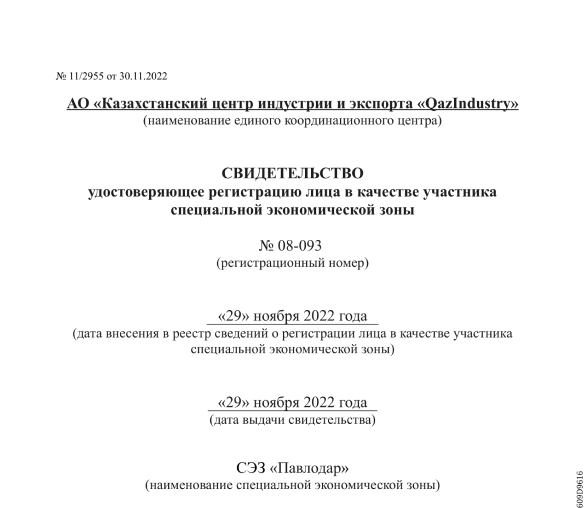 № 11/2955 от 30.11.2022
АО «Казахстанский центр индустрии и экспорта «QazIndustry»
(наименование единого координационного центра)
СВИДЕТЕЛЬСТВО
удостоверяющее регистрацию лица в качестве участника
специальной экономической зоны
№ 08-093
(регистрационный номер)
«29» ноября 2022 года
(дата внесения в реестр сведений о регистрации лица в качестве участника
специальной экономической зоны)
«29» ноября 2022 года
(дата выдачи свидетельства)
СЭЗ «Павлодар»
(наименование специальной экономической зоны)
609D9616